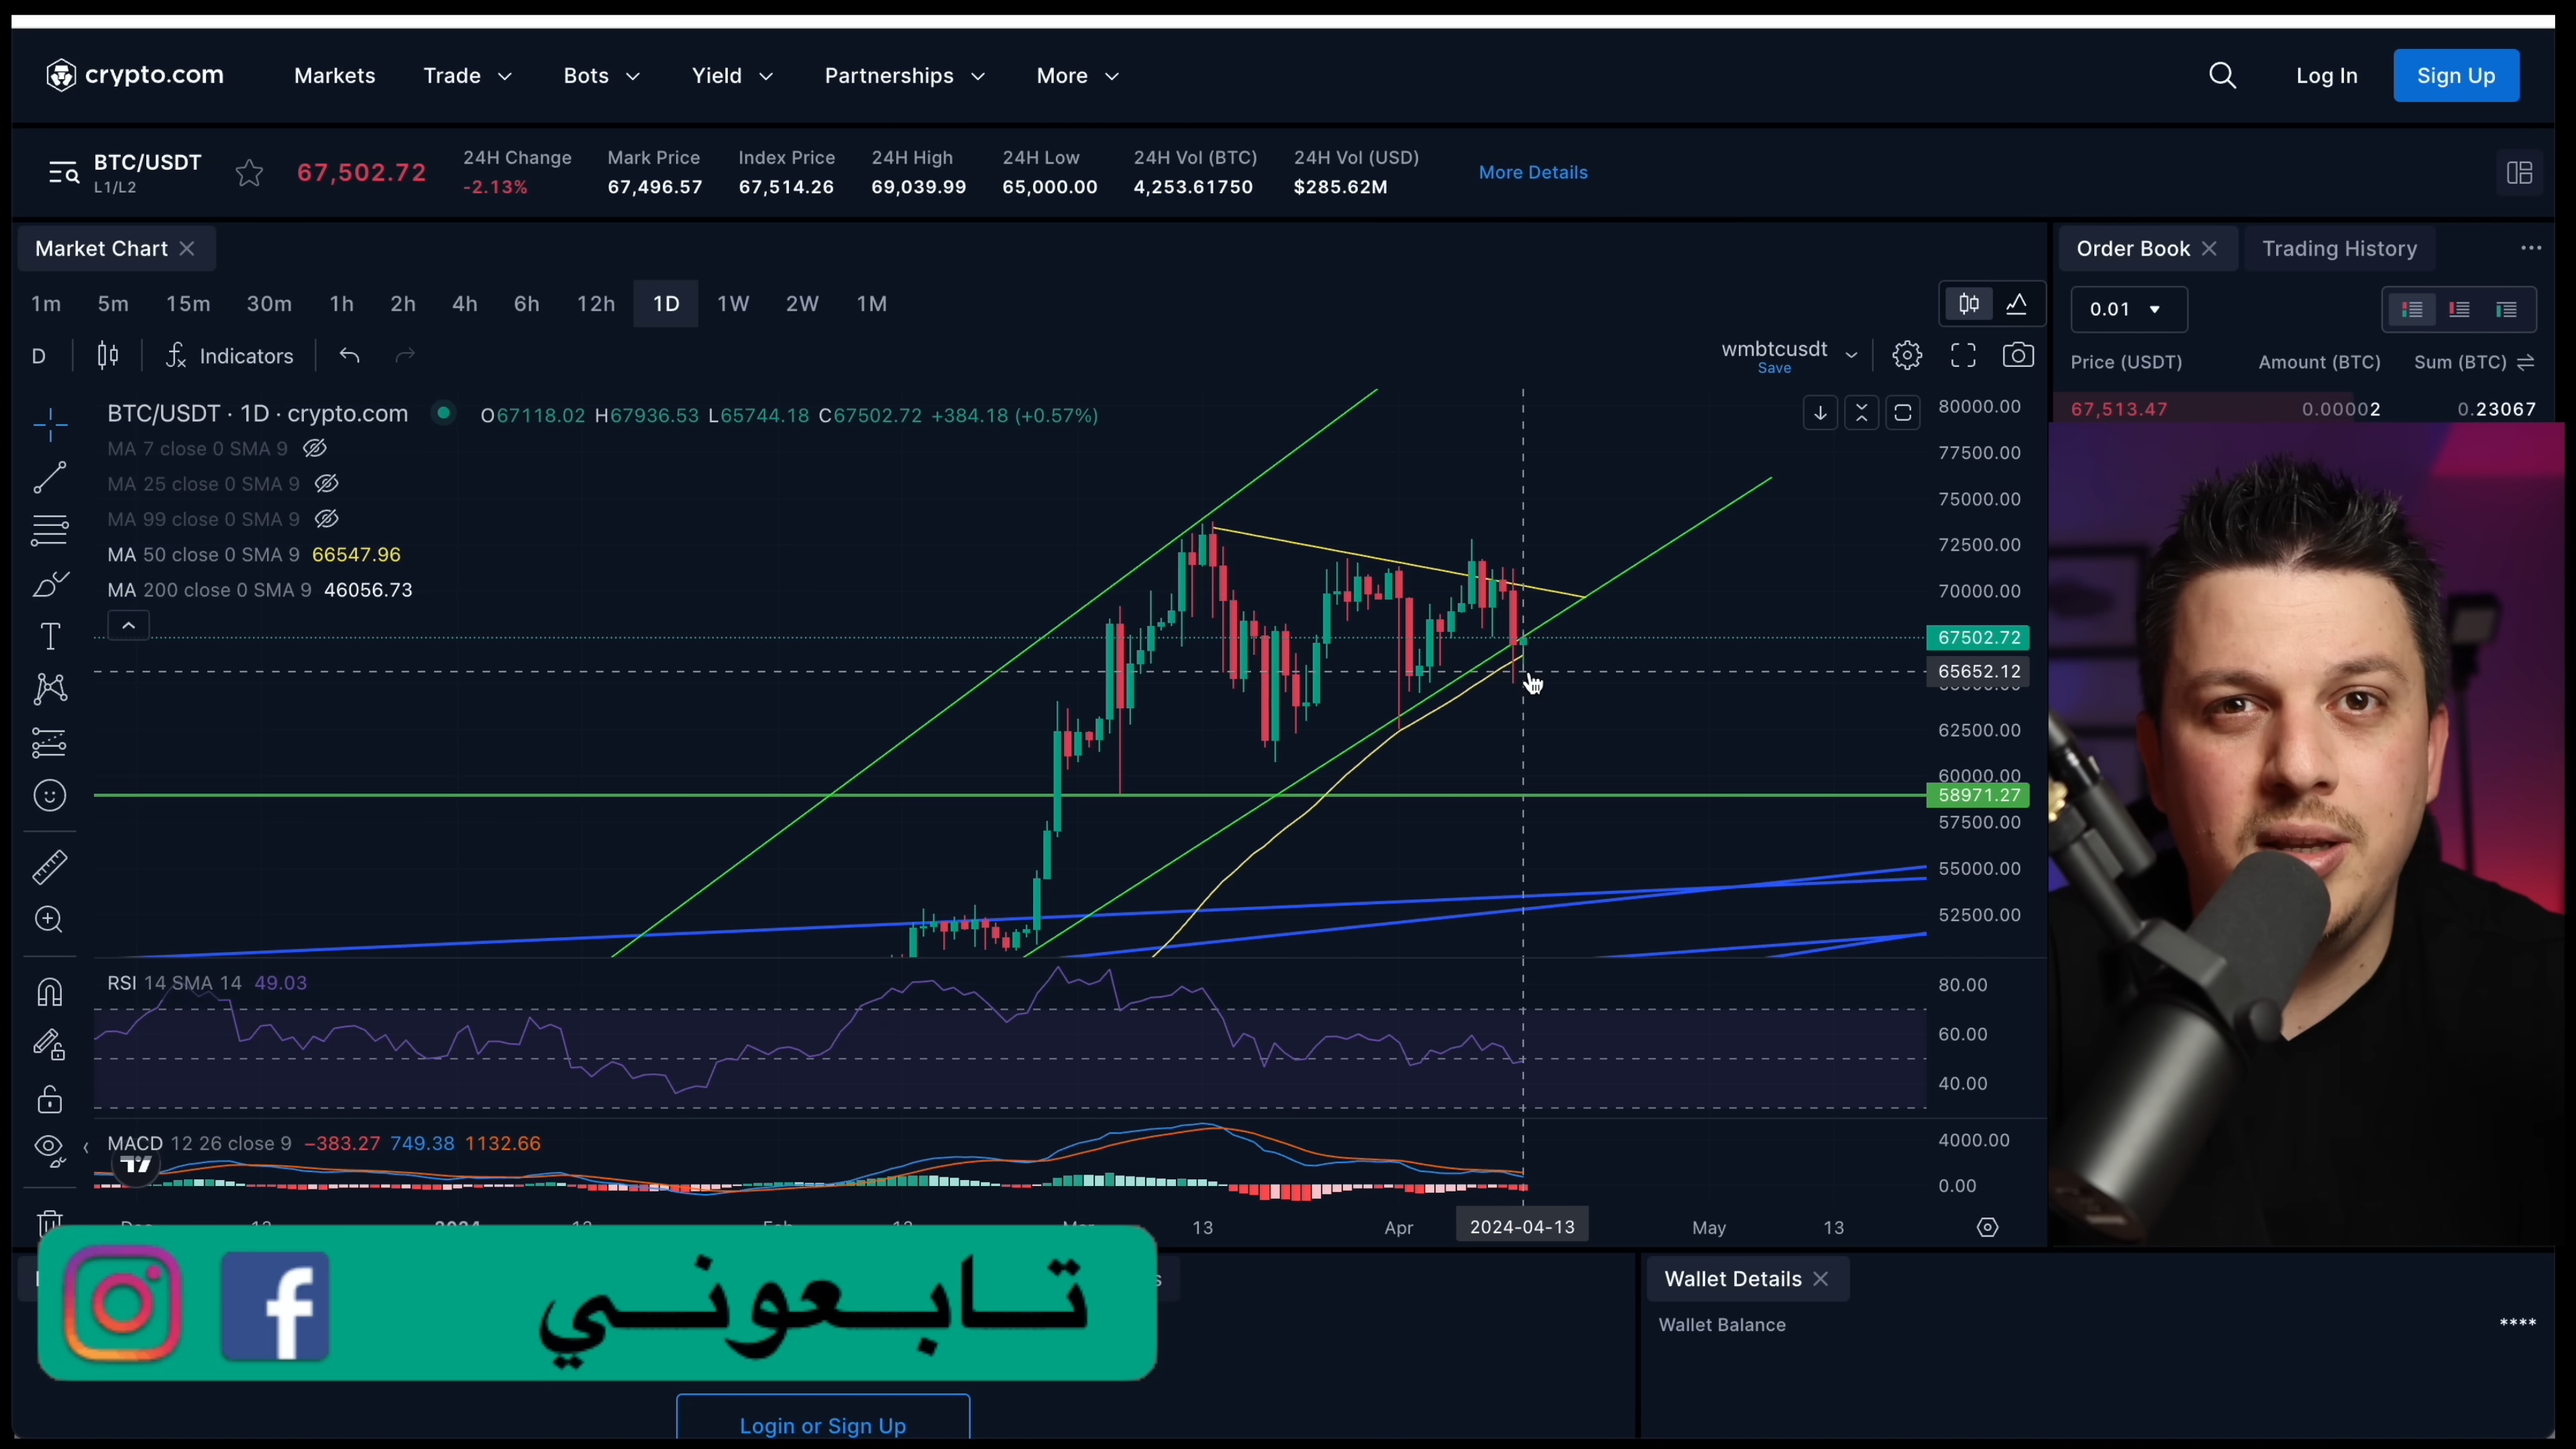 crypto.com Markets Trade Bots Yield Partnerships More Log In Sign Up
BTC/USDT 67,502.72 24H Change Mark Price Index Price 24H High 24H Low 24H Vol (BTC) 24H Vol (USD) More Details
L1/L2 -2.13% 67,496.57 67,514.26 69,039.99 65,000.00 4,253.61750 $285.62M
Market Chart Order Book Trading History
1m 5m 15m 30m 1h 2h 4h 6h 12h 1D 1W 2W 1M 0.01
D Indicators wmbtcusdt
Save
Price (USDT) Amount (BTC) Sum (BTC)
67,513.47 0.00002 0.23067
BTC/USDT · 1D · crypto.com O67118.02 H67936.53 L65744.18 C67502.72 +384.18 (+0.57%)
MA 7 close 0 SMA 9
MA 25 close 0 SMA 9
MA 99 close 0 SMA 9
MA 50 close 0 SMA 9 66547.96
MA 200 close 0 SMA 9 46056.73
80000.00
77500.00
75000.00
72500.00
70000.00
67502.72
65652.12
62500.00
60000.00
58971.27
57500.00
55000.00
52500.00
RSI 14 SMA 14 49.03
80.00
60.00
40.00
MACD 12 26 close 9 −383.27 749.38 1132.66
4000.00
0.00
13 Apr 2024-04-13 May 13
تابعوني
Wallet Details
Wallet Balance ****
Login or Sign Up